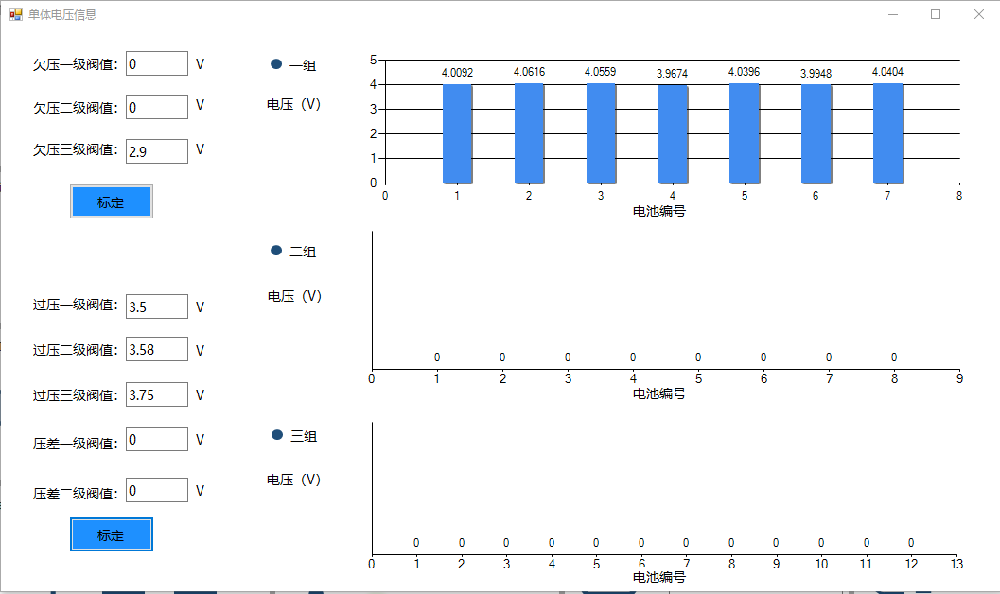 单体电压信息
欠压一级阀值： 0 V
欠压二级阀值： 0 V
欠压三级阀值： 2.9 V
标定
过压一级阀值： 3.5 V
过压二级阀值： 3.58 V
过压三级阀值： 3.75 V
压差一级阀值： 0 V
压差二级阀值： 0 V
标定
一组
电压（V）
5
4
3
2
1
0
4.0092 4.0616 4.0559 3.9674 4.0396 3.9948 4.0404
0 1 2 3 4 5 6 7 8
电池编号
二组
电压（V）
0 0 0 0 0 0 0 0
0 1 2 3 4 5 6 7 8 9
电池编号
三组
电压（V）
0 0 0 0 0 0 0 0 0 0 0 0
0 1 2 3 4 5 6 7 8 9 10 11 12 13
电池编号